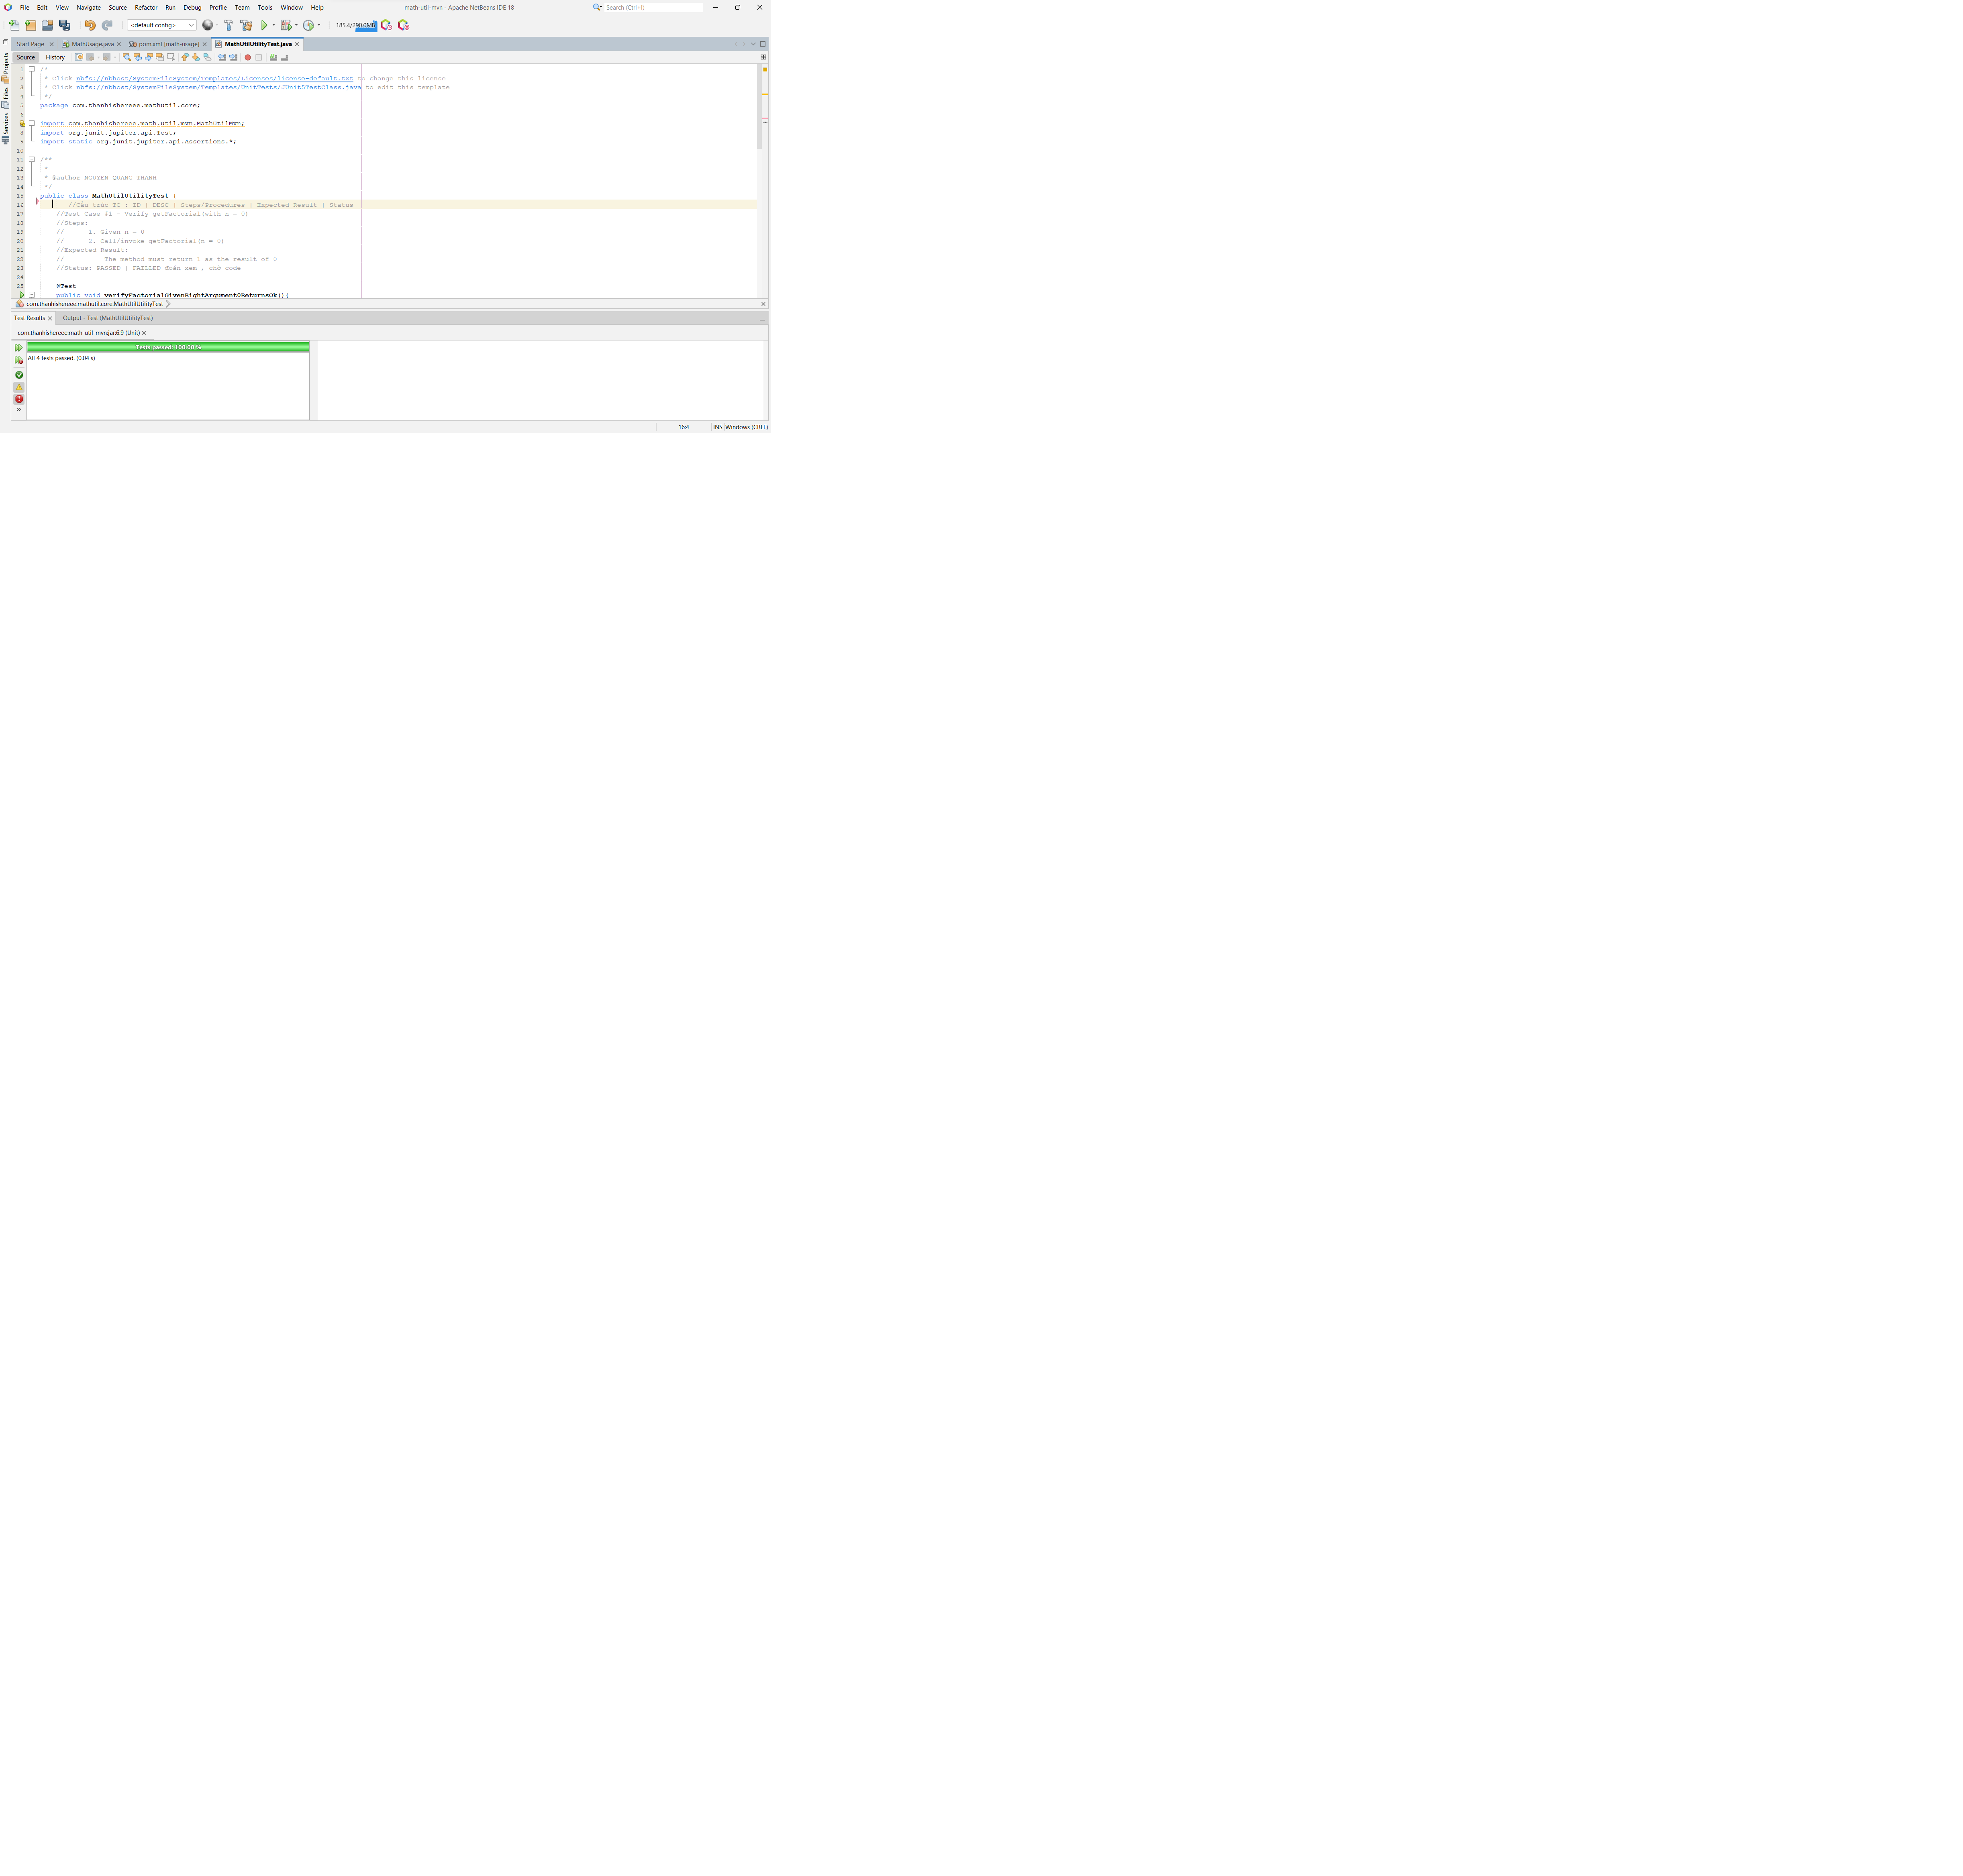 File Edit View Navigate Source Refactor Run Debug Profile Team Tools Window Help math-util-mvn - Apache NetBeans IDE 18 Search (Ctrl+I)
<default config> 185.4/290.0MB
Start Page MathUsage.java pom.xml [math-usage] MathUtilUtilityTest.java
Source History
Projects
Files
Services
1 /*
2 * Click nbfs://nbhost/SystemFileSystem/Templates/Licenses/license-default.txt to change this license
3 * Click nbfs://nbhost/SystemFileSystem/Templates/UnitTests/JUnit5TestClass.java to edit this template
4 */
5 package com.thanhishereee.mathutil.core;
6
import com.thanhishereee.math.util.mvn.MathUtilMvn;
8 import org.junit.jupiter.api.Test;
9 import static org.junit.jupiter.api.Assertions.*;
10
11 /**
12 *
13 * @author NGUYEN QUANG THANH
14 */
15 public class MathUtilUtilityTest {
16 //Cấu trúc TC | ID | DESC | Steps/Procedures | Expected Result | Status
17 //Test Case #1 - Verify getFactorial(with n = 0)
18 //Steps:
19 // 1. Given n = 0
20 // 2. Call/invoke getFactorial(n = 0)
21 //Expected Result:
22 // The method must return 1 as the result of 0
23 //Status: PASSED | FAILLED đoán xem , chờ code
24
25 @Test
public void verifyFactorialGivenRightArgument0ReturnsOk(){
com.thanhishereee.mathutil.core.MathUtilUtilityTest
Test Results Output - Test (MathUtilUtilityTest)
com.thanhishereee:math-util-mvn:jar:6.9 (Unit)
Tests passed: 100.00 %
All 4 tests passed. (0.04 s)
16:4 INS Windows (CRLF)